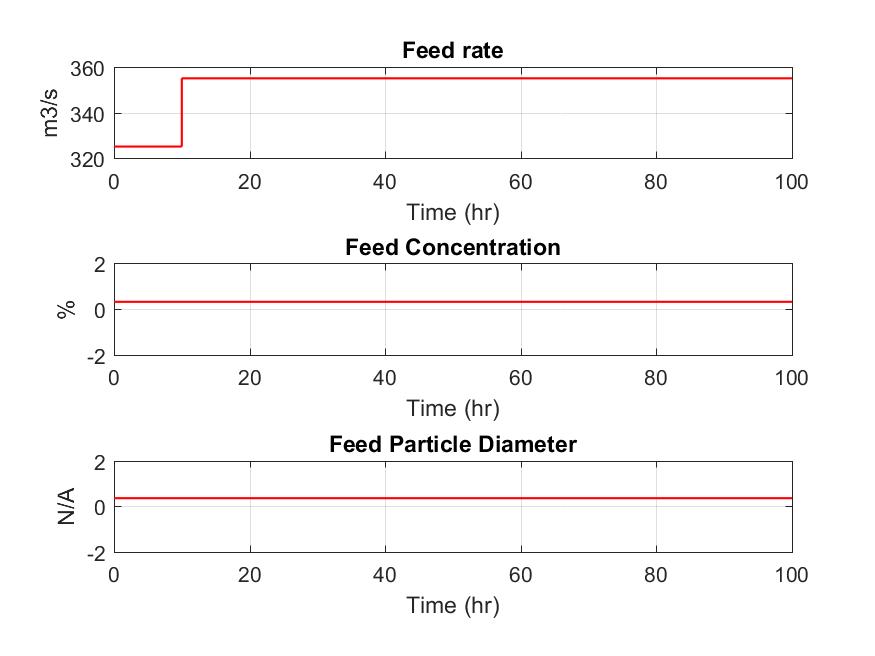 Feed rate
360
340
320
m3/s
0 20 40 60 80 100
Time (hr)
Feed Concentration
2
0
-2
%
0 20 40 60 80 100
Time (hr)
Feed Particle Diameter
2
0
-2
N/A
0 20 40 60 80 100
Time (hr)